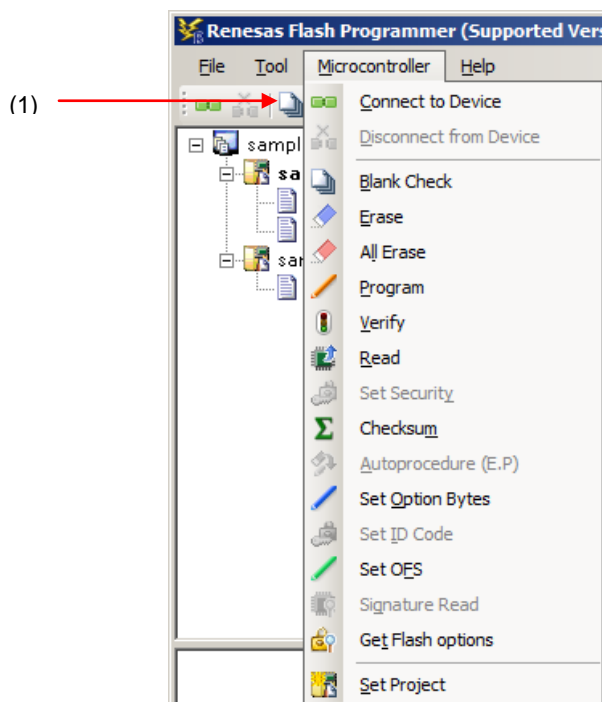 Renesas Flash Programmer (Supported Vers
File Tool Microcontroller Help
(1)
Connect to Device
Disconnect from Device
sampl
Blank Check
sa
Erase
All Erase
sar
Program
Verify
Read
Set Security
Checksum
Autoprocedure (E.P)
Set Option Bytes
Set ID Code
Set OFS
Signature Read
Get Flash options
Set Project